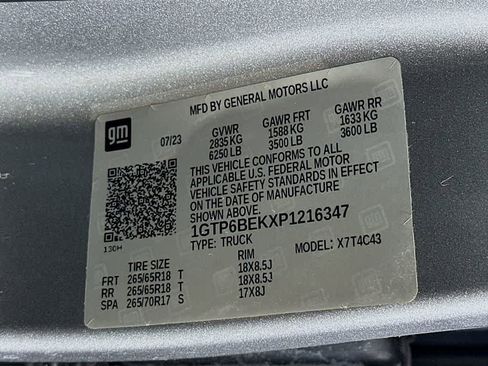 MFD BY GENERAL MOTORS LLC
gm
07/23 GVWR GAWR FRT GAWR RR
2835 KG 1588 KG 1633 KG
6250 LB 3500 LB 3600 LB
THIS VEHICLE CONFORMS TO ALL
APPLICABLE U.S. FEDERAL MOTOR
VEHICLE SAFETY STANDARDS IN EFFECT
ON THE DATE OF MANUFACTURE
SHOWN ABOVE.
130H
1GTP6BEKXP1216347
TYPE: TRUCK MODEL: X7T4C43
TIRE SIZE RIM
FRT 265/65R18 T 18X8.5J
RR 265/65R18 T 18X8.5J
SPA 265/70R17 S 17X8J